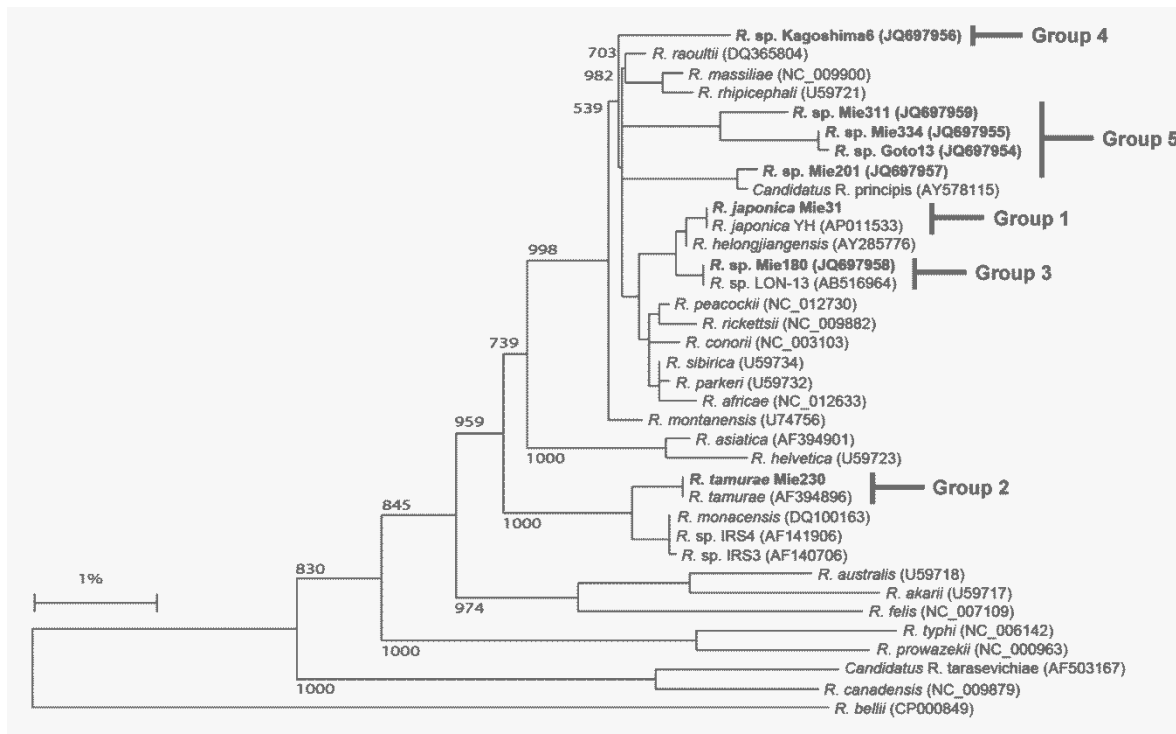 R. sp. Kagoshima6 (JQ697956) Group 4
703 R. raoultii (DQ365804)
982 R. massiliae (NC_009900)
R. rhipicephali (U59721)
539
R. sp. Mie311 (JQ697959)
R. sp. Mie334 (JQ697955) Group 5
R. sp. Goto13 (JQ697954)
R. sp. Mie201 (JQ697957)
Candidatus R. principis (AY578115)
R. japonica Mie31 Group 1
R. japonica YH (AP011533)
998 R. helongjiangensis (AY285776)
R. sp. Mie180 (JQ697958) Group 3
R. sp. LON-13 (AB516964)
R. peacockii (NC_012730)
R. rickettsii (NC_009882)
739 R. conorii (NC_003103)
R. sibirica (U59734)
R. parkeri (U59732)
R. africae (NC_012633)
959 R. montanensis (U74756)
R. asiatica (AF394901)
1000 R. helvetica (U59723)
R. tamurae Mie230 Group 2
R. tamurae (AF394896)
845 R. monacensis (DQ100163)
1000 R. sp. IRS4 (AF141906)
R. sp. IRS3 (AF140706)
1% 830 R. australis (U59718)
R. akarii (U59717)
974 R. felis (NC_007109)
R. typhi (NC_006142)
1000 R. prowazekii (NC_000963)
Candidatus R. tarasevichiae (AF503167)
1000 R. canadensis (NC_009879)
R. bellii (CP000849)